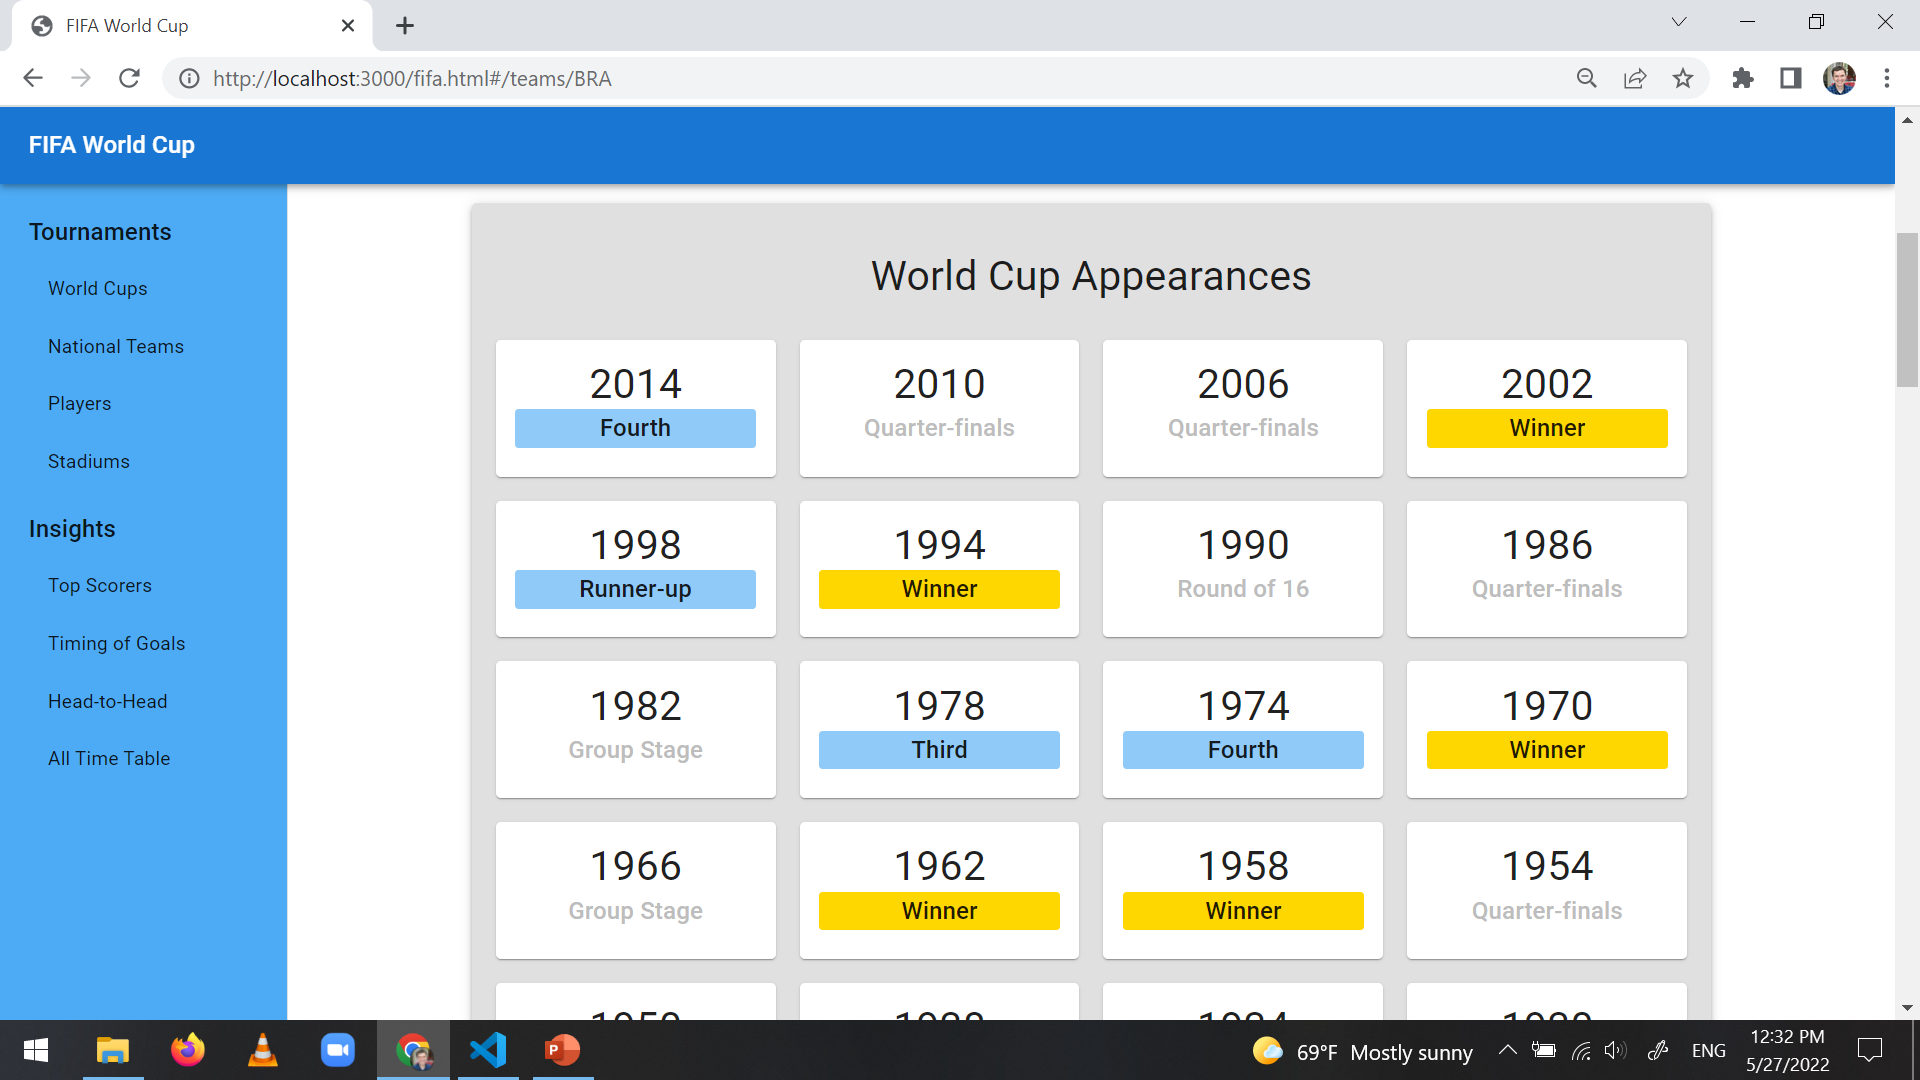 FIFA World Cup
http://localhost:3000/fifa.html#/teams/BRA
FIFA World Cup
Tournaments
World Cups
National Teams
Players
Stadiums
Insights
Top Scorers
Timing of Goals
Head-to-Head
All Time Table
World Cup Appearances
2014
Fourth
2010
Quarter-finals
2006
Quarter-finals
2002
Winner
1998
Runner-up
1994
Winner
1990
Round of 16
1986
Quarter-finals
1982
Group Stage
1978
Third
1974
Fourth
1970
Winner
1966
Group Stage
1962
Winner
1958
Winner
1954
Quarter-finals
69°F Mostly sunny
ENG
12:32 PM
5/27/2022